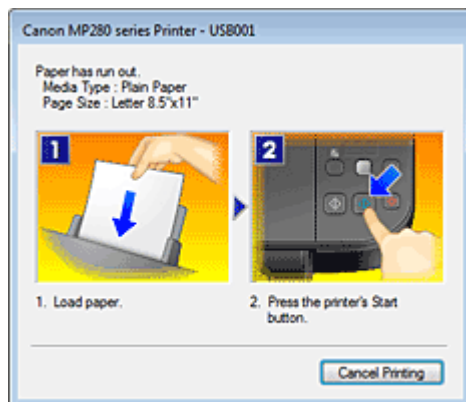 Canon MP280 series Printer - USB001
Paper has run out.
Media Type : Plain Paper
Page Size : Letter 8.5"x11"
1
2
1. Load paper.
2. Press the printer's Start
button.
Cancel Printing